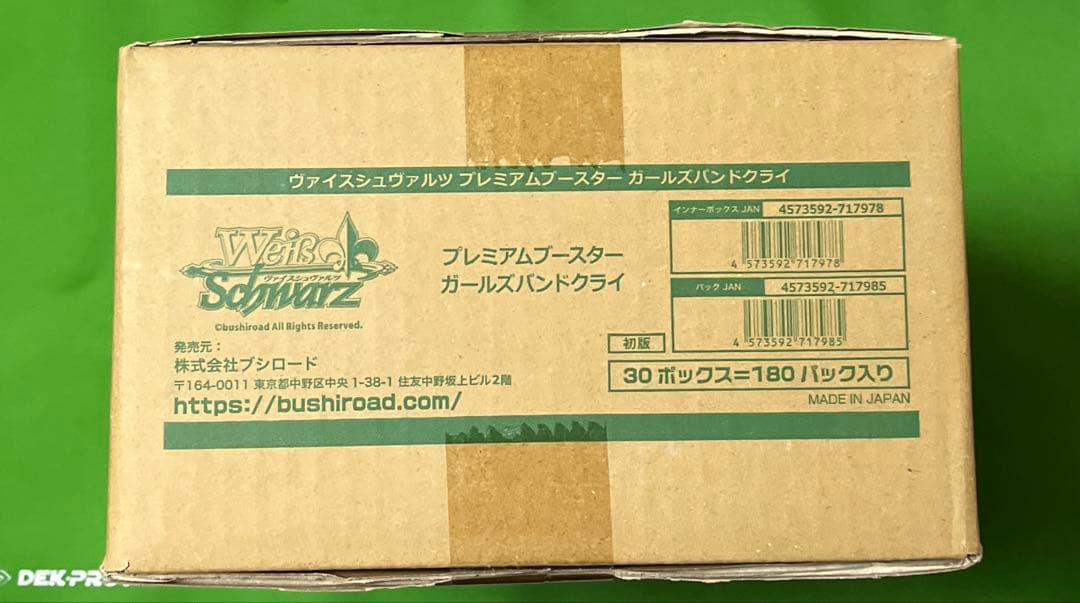 ヴァイスシュヴァルツ プレミアムブースター ガールズバンドクライ
Weiß
ヴァイスシュヴァルツ
Schwarz
©bushiroad All Rights Reserved.
プレミアムブースター
ガールズバンドクライ
インナーボックス JAN 4573592-717978
4 573592 717978
パック JAN 4573592-717985
4 573592 717985
発売元：
株式会社ブシロード
〒164-0011 東京都中野区中央 1-38-1 住友中野坂上ビル2階
https://bushiroad.com/
初版
30 ボックス=180 パック入り
MADE IN JAPAN